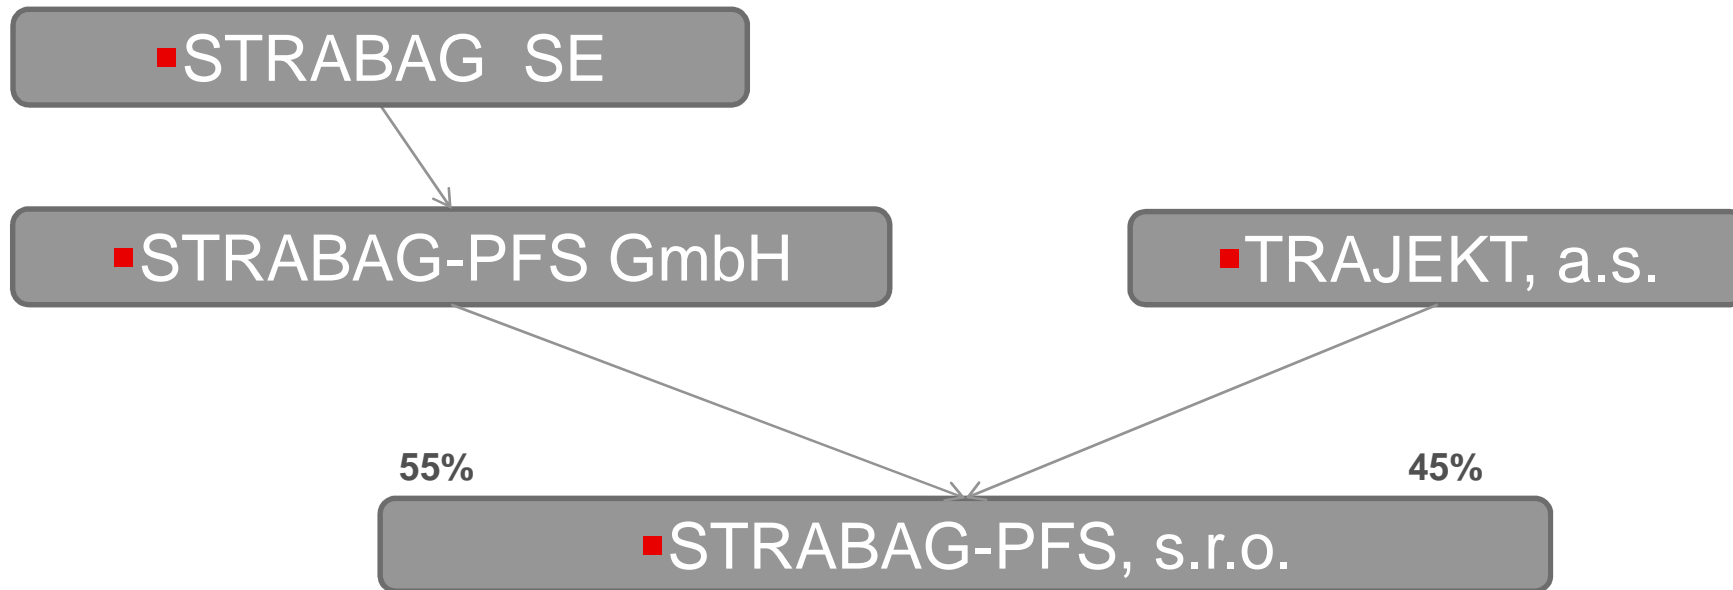 ▪STRABAG SE
▪STRABAG-PFS GmbH
▪TRAJEKT, a.s.
55%
45%
▪STRABAG-PFS, s.r.o.